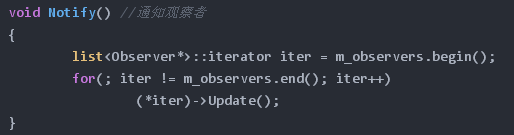 void Notify() //通知观察者
{
        list<Observer*>::iterator iter = m_observers.begin();
        for(; iter != m_observers.end(); iter++)
                (*iter)->Update();
}